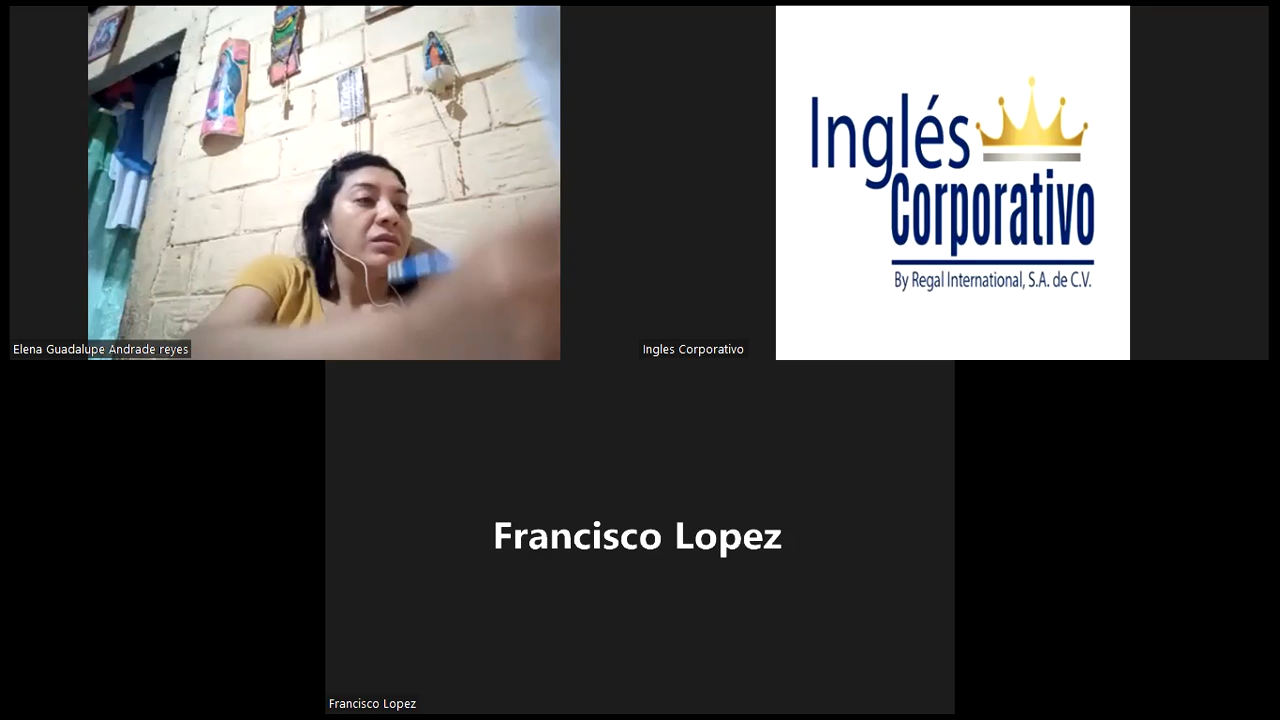 Inglés
Corporativo
By Regal International, S.A. de C.V.
Elena Guadalupe Andrade reyes
Ingles Corporativo
Francisco Lopez
Francisco Lopez